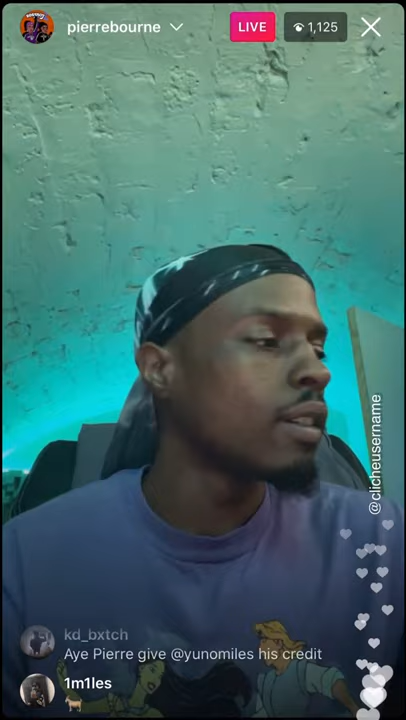 pierrebourne
LIVE
1,125
@clicheusername
kd_bxtch
Aye Pierre give @yunomiles his credit
1m1les
🐐